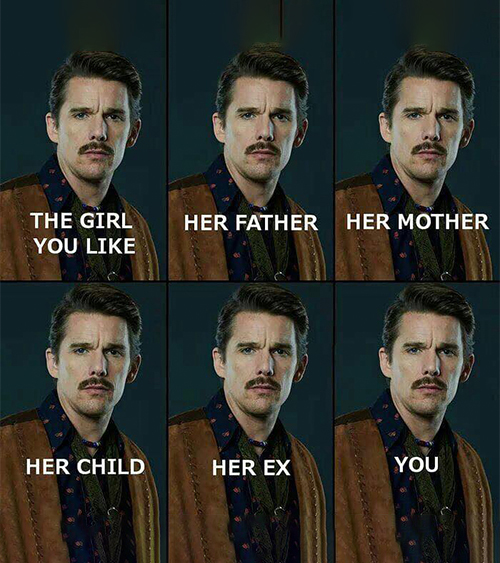 THE GIRL
YOU LIKE
HER FATHER
HER MOTHER
HER CHILD
HER EX
YOU